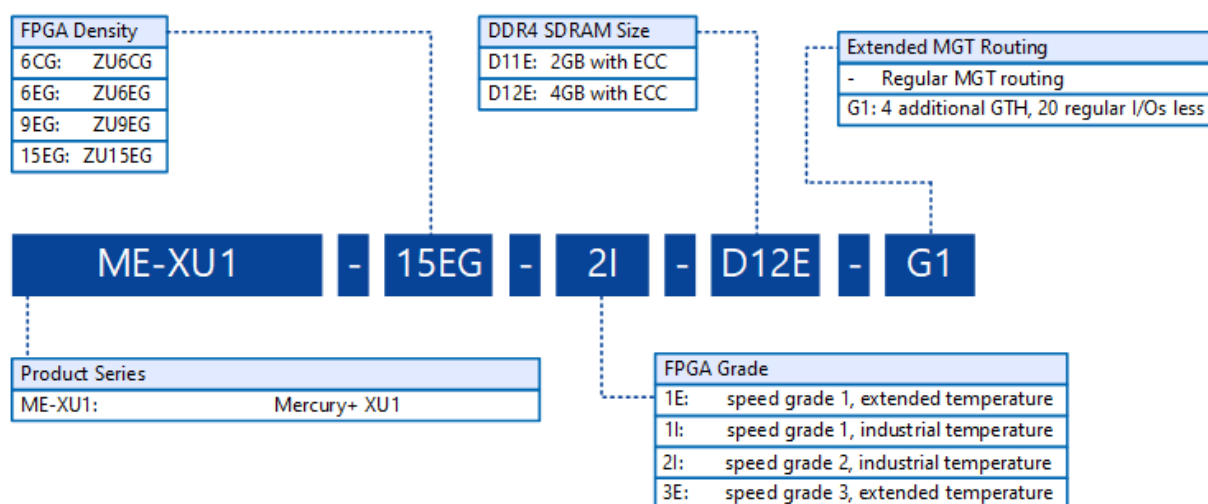 FPGA Density
6CG: ZU6CG
6EG: ZU6EG
9EG: ZU9EG
15EG: ZU15EG
DDR4 SDRAM Size
D11E: 2GB with ECC
D12E: 4GB with ECC
Extended MGT Routing
- Regular MGT routing
G1: 4 additional GTH, 20 regular I/Os less
ME-XU1 - 15EG - 2I - D12E - G1
Product Series
ME-XU1: Mercury+ XU1
FPGA Grade
1E: speed grade 1, extended temperature
1I: speed grade 1, industrial temperature
2I: speed grade 2, industrial temperature
3E: speed grade 3, extended temperature